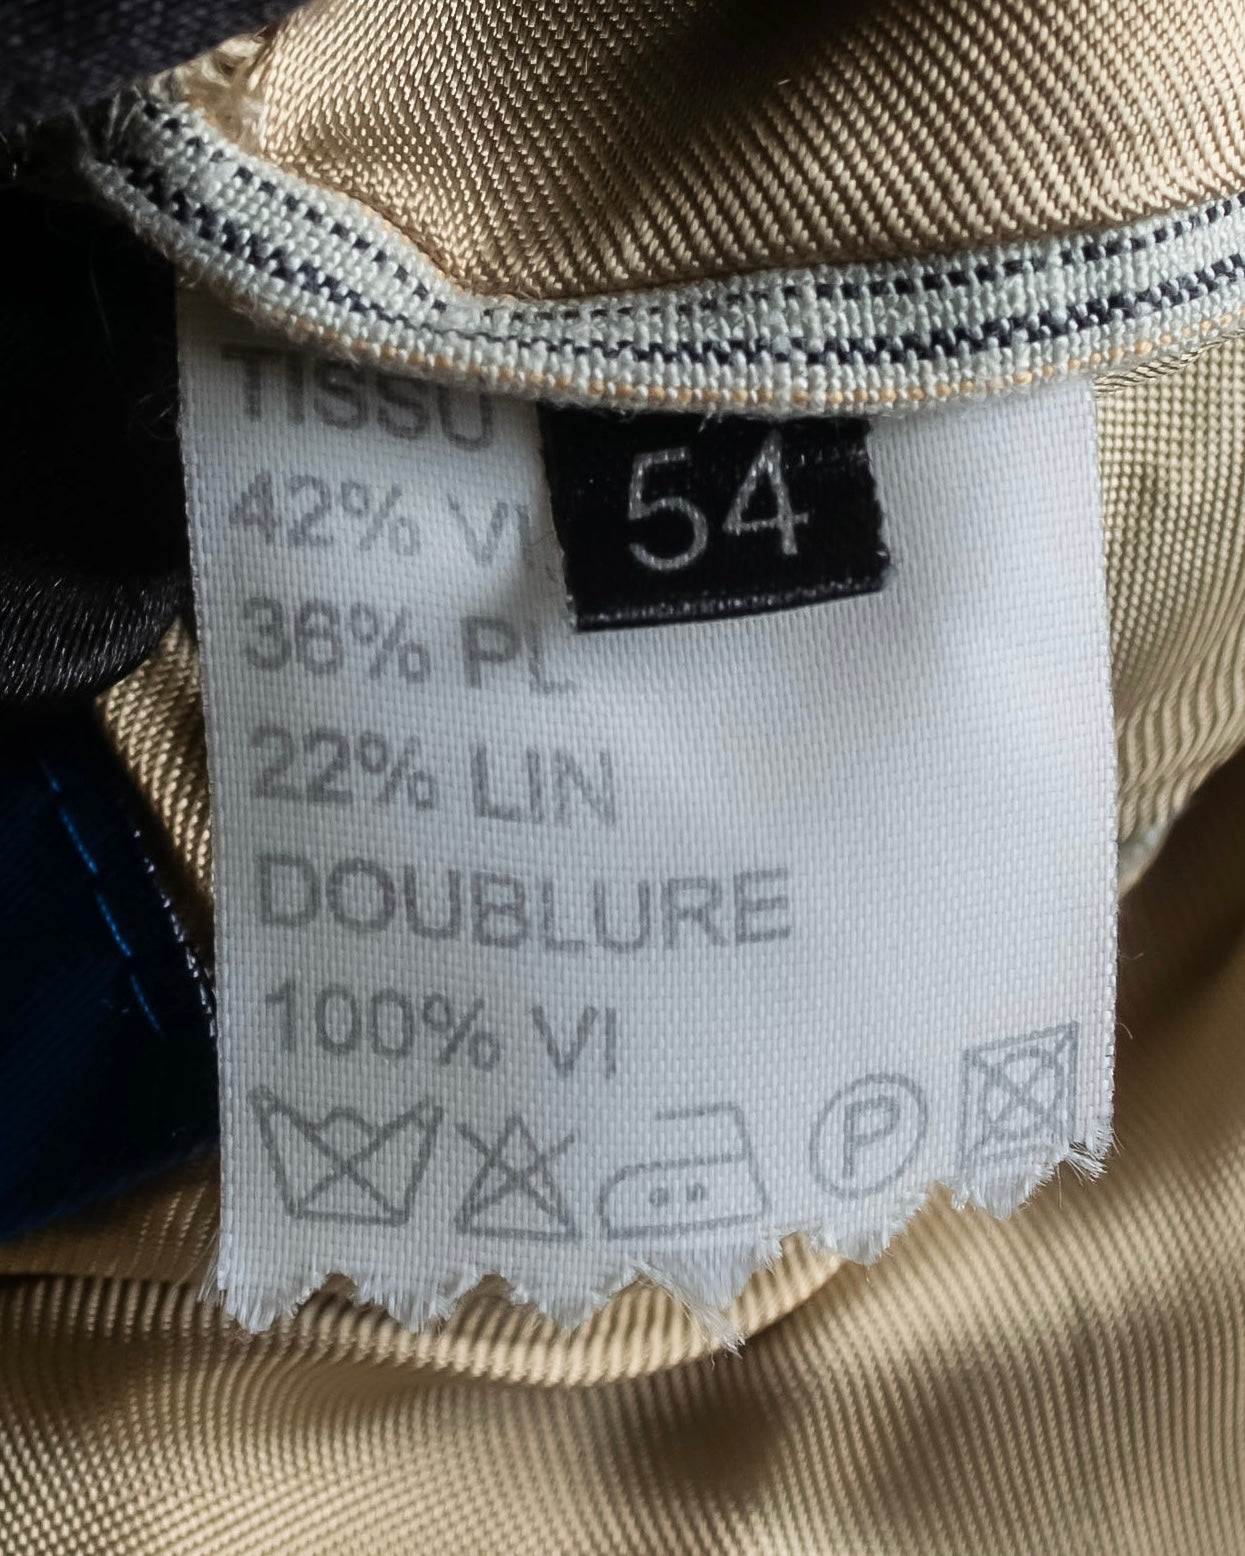 TISSU
54
42% VI
36% PL
22% LIN
DOUBLURE
100% VI
P